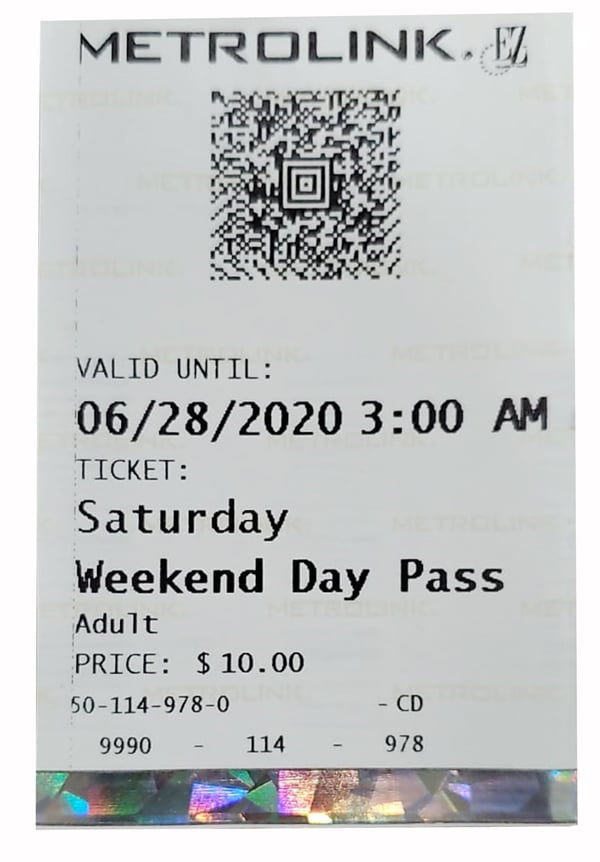 METROLINK. EZ
VALID UNTIL:
06/28/2020 3:00 AM
TICKET:
Saturday
Weekend Day Pass
Adult
PRICE: $10.00
50-114-978-0 - CD
9990 - 114 - 978